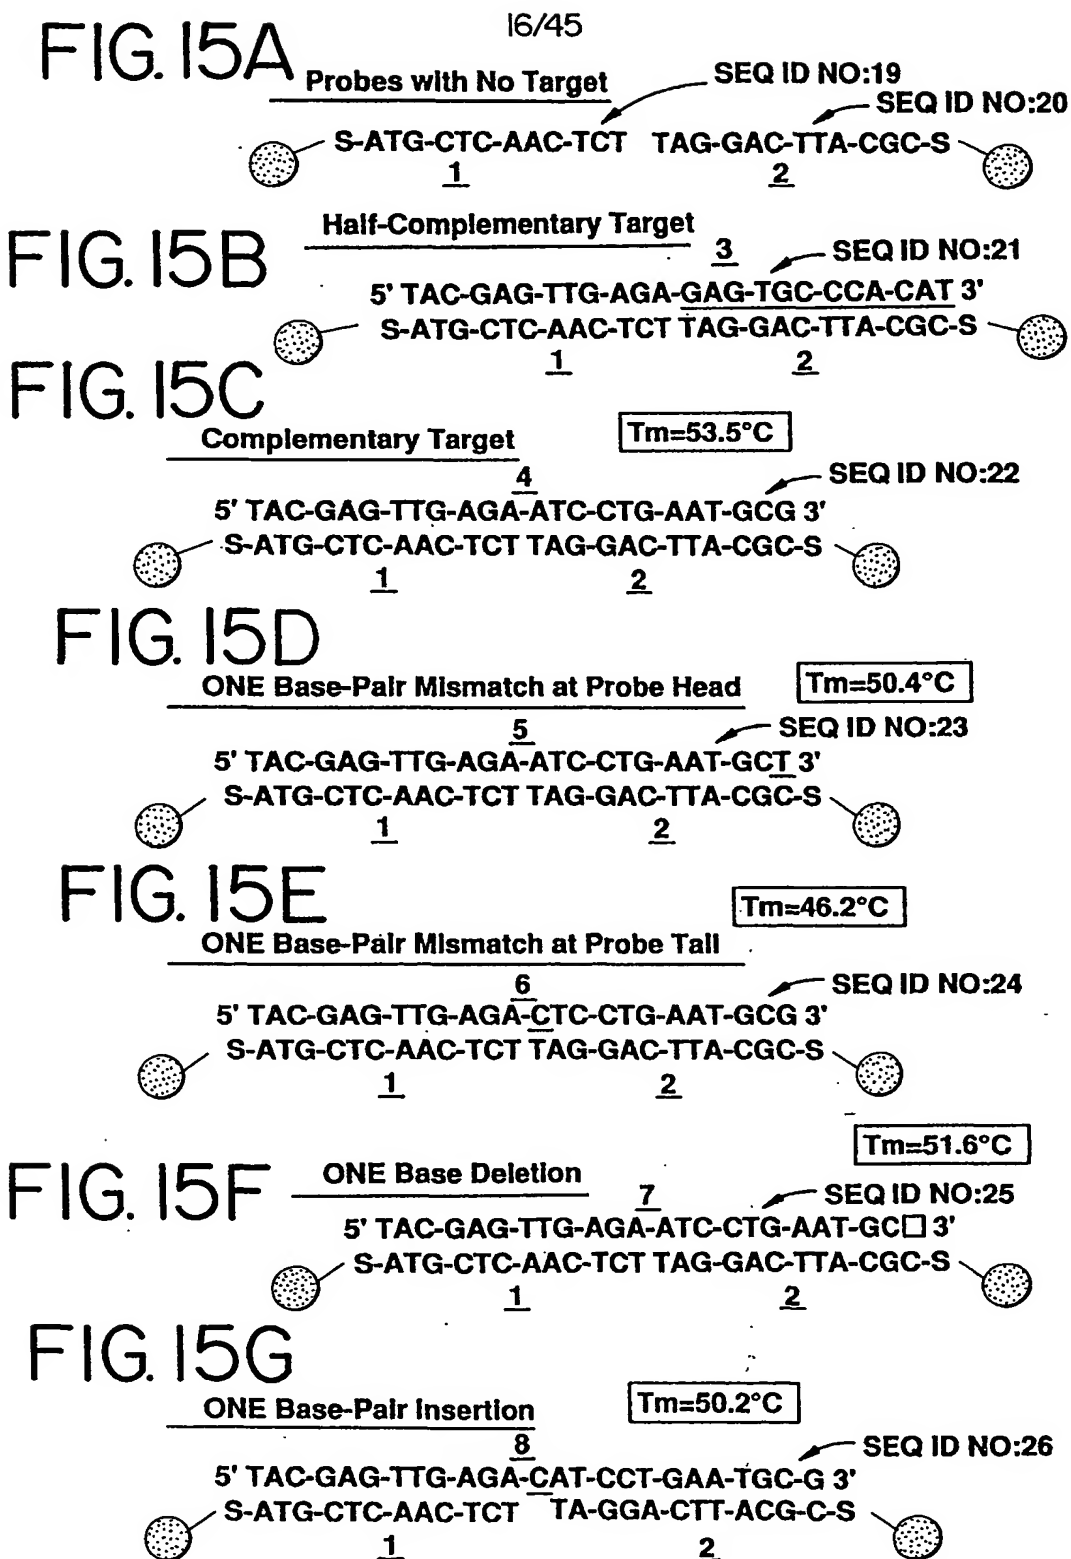 16/45
FIG. 15A
Probes with No Target
SEQ ID NO:19
SEQ ID NO:20
S-ATG-CTC-AAC-TCT TAG-GAC-TTA-CGC-S
1 2
FIG. 15B
Half-Complementary Target
3
SEQ ID NO:21
5' TAC-GAG-TTG-AGA-GAG-TGC-CCA-CAT 3'
S-ATG-CTC-AAC-TCT TAG-GAC-TTA-CGC-S
1 2
FIG. 15C
Complementary Target
Tm=53.5°C
4
SEQ ID NO:22
5' TAC-GAG-TTG-AGA-ATC-CTG-AAT-GCG 3'
S-ATG-CTC-AAC-TCT TAG-GAC-TTA-CGC-S
1 2
FIG. 15D
ONE Base-Pair Mismatch at Probe Head
Tm=50.4°C
5
SEQ ID NO:23
5' TAC-GAG-TTG-AGA-ATC-CTG-AAT-GCT 3'
S-ATG-CTC-AAC-TCT TAG-GAC-TTA-CGC-S
1 2
FIG. 15E
Tm=46.2°C
ONE Base-Pair Mismatch at Probe Tail
6
SEQ ID NO:24
5' TAC-GAG-TTG-AGA-CTC-CTG-AAT-GCG 3'
S-ATG-CTC-AAC-TCT TAG-GAC-TTA-CGC-S
1 2
Tm=51.6°C
FIG. 15F
ONE Base Deletion
7
SEQ ID NO:25
5' TAC-GAG-TTG-AGA-ATC-CTG-AAT-GC□ 3'
S-ATG-CTC-AAC-TCT TAG-GAC-TTA-CGC-S
1 2
FIG. 15G
ONE Base-Pair Insertion
Tm=50.2°C
8
SEQ ID NO:26
5' TAC-GAG-TTG-AGA-CAT-CCT-GAA-TGC-G 3'
S-ATG-CTC-AAC-TCT TA-GGA-CTT-ACG-C-S
1 2